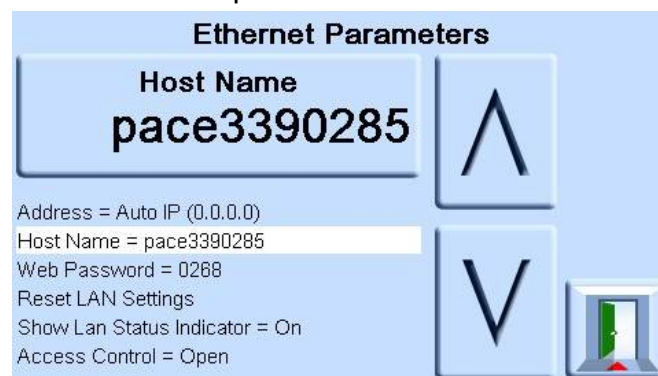 Ethernet Parameters
Host Name
pace3390285
Address = Auto IP (0.0.0.0)
Host Name = pace3390285
Web Password = 0268
Reset LAN Settings
Show Lan Status Indicator = On
Access Control = Open